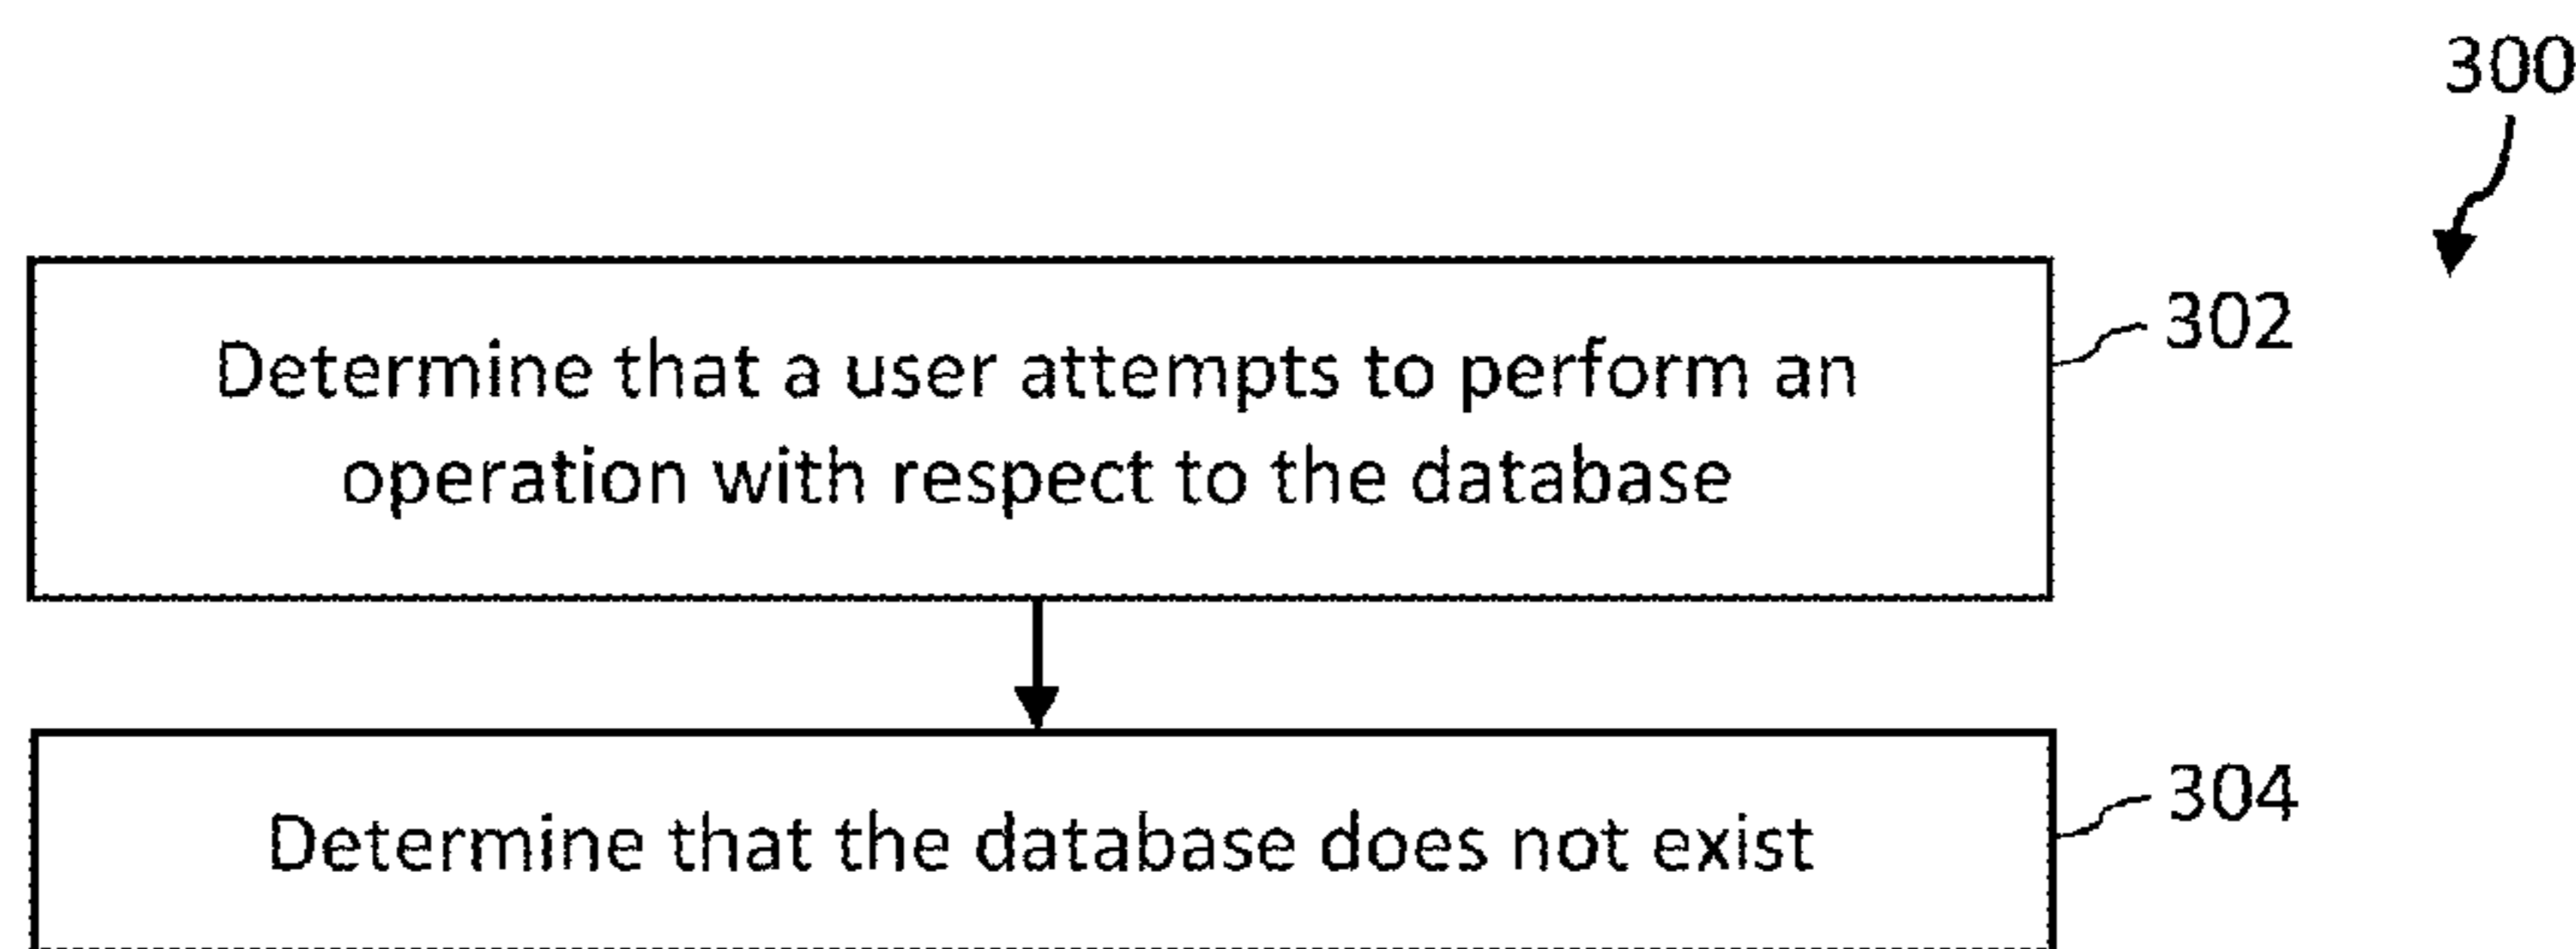 300
302
Determine that a user attempts to perform an
operation with respect to the database
304
Determine that the database does not exist